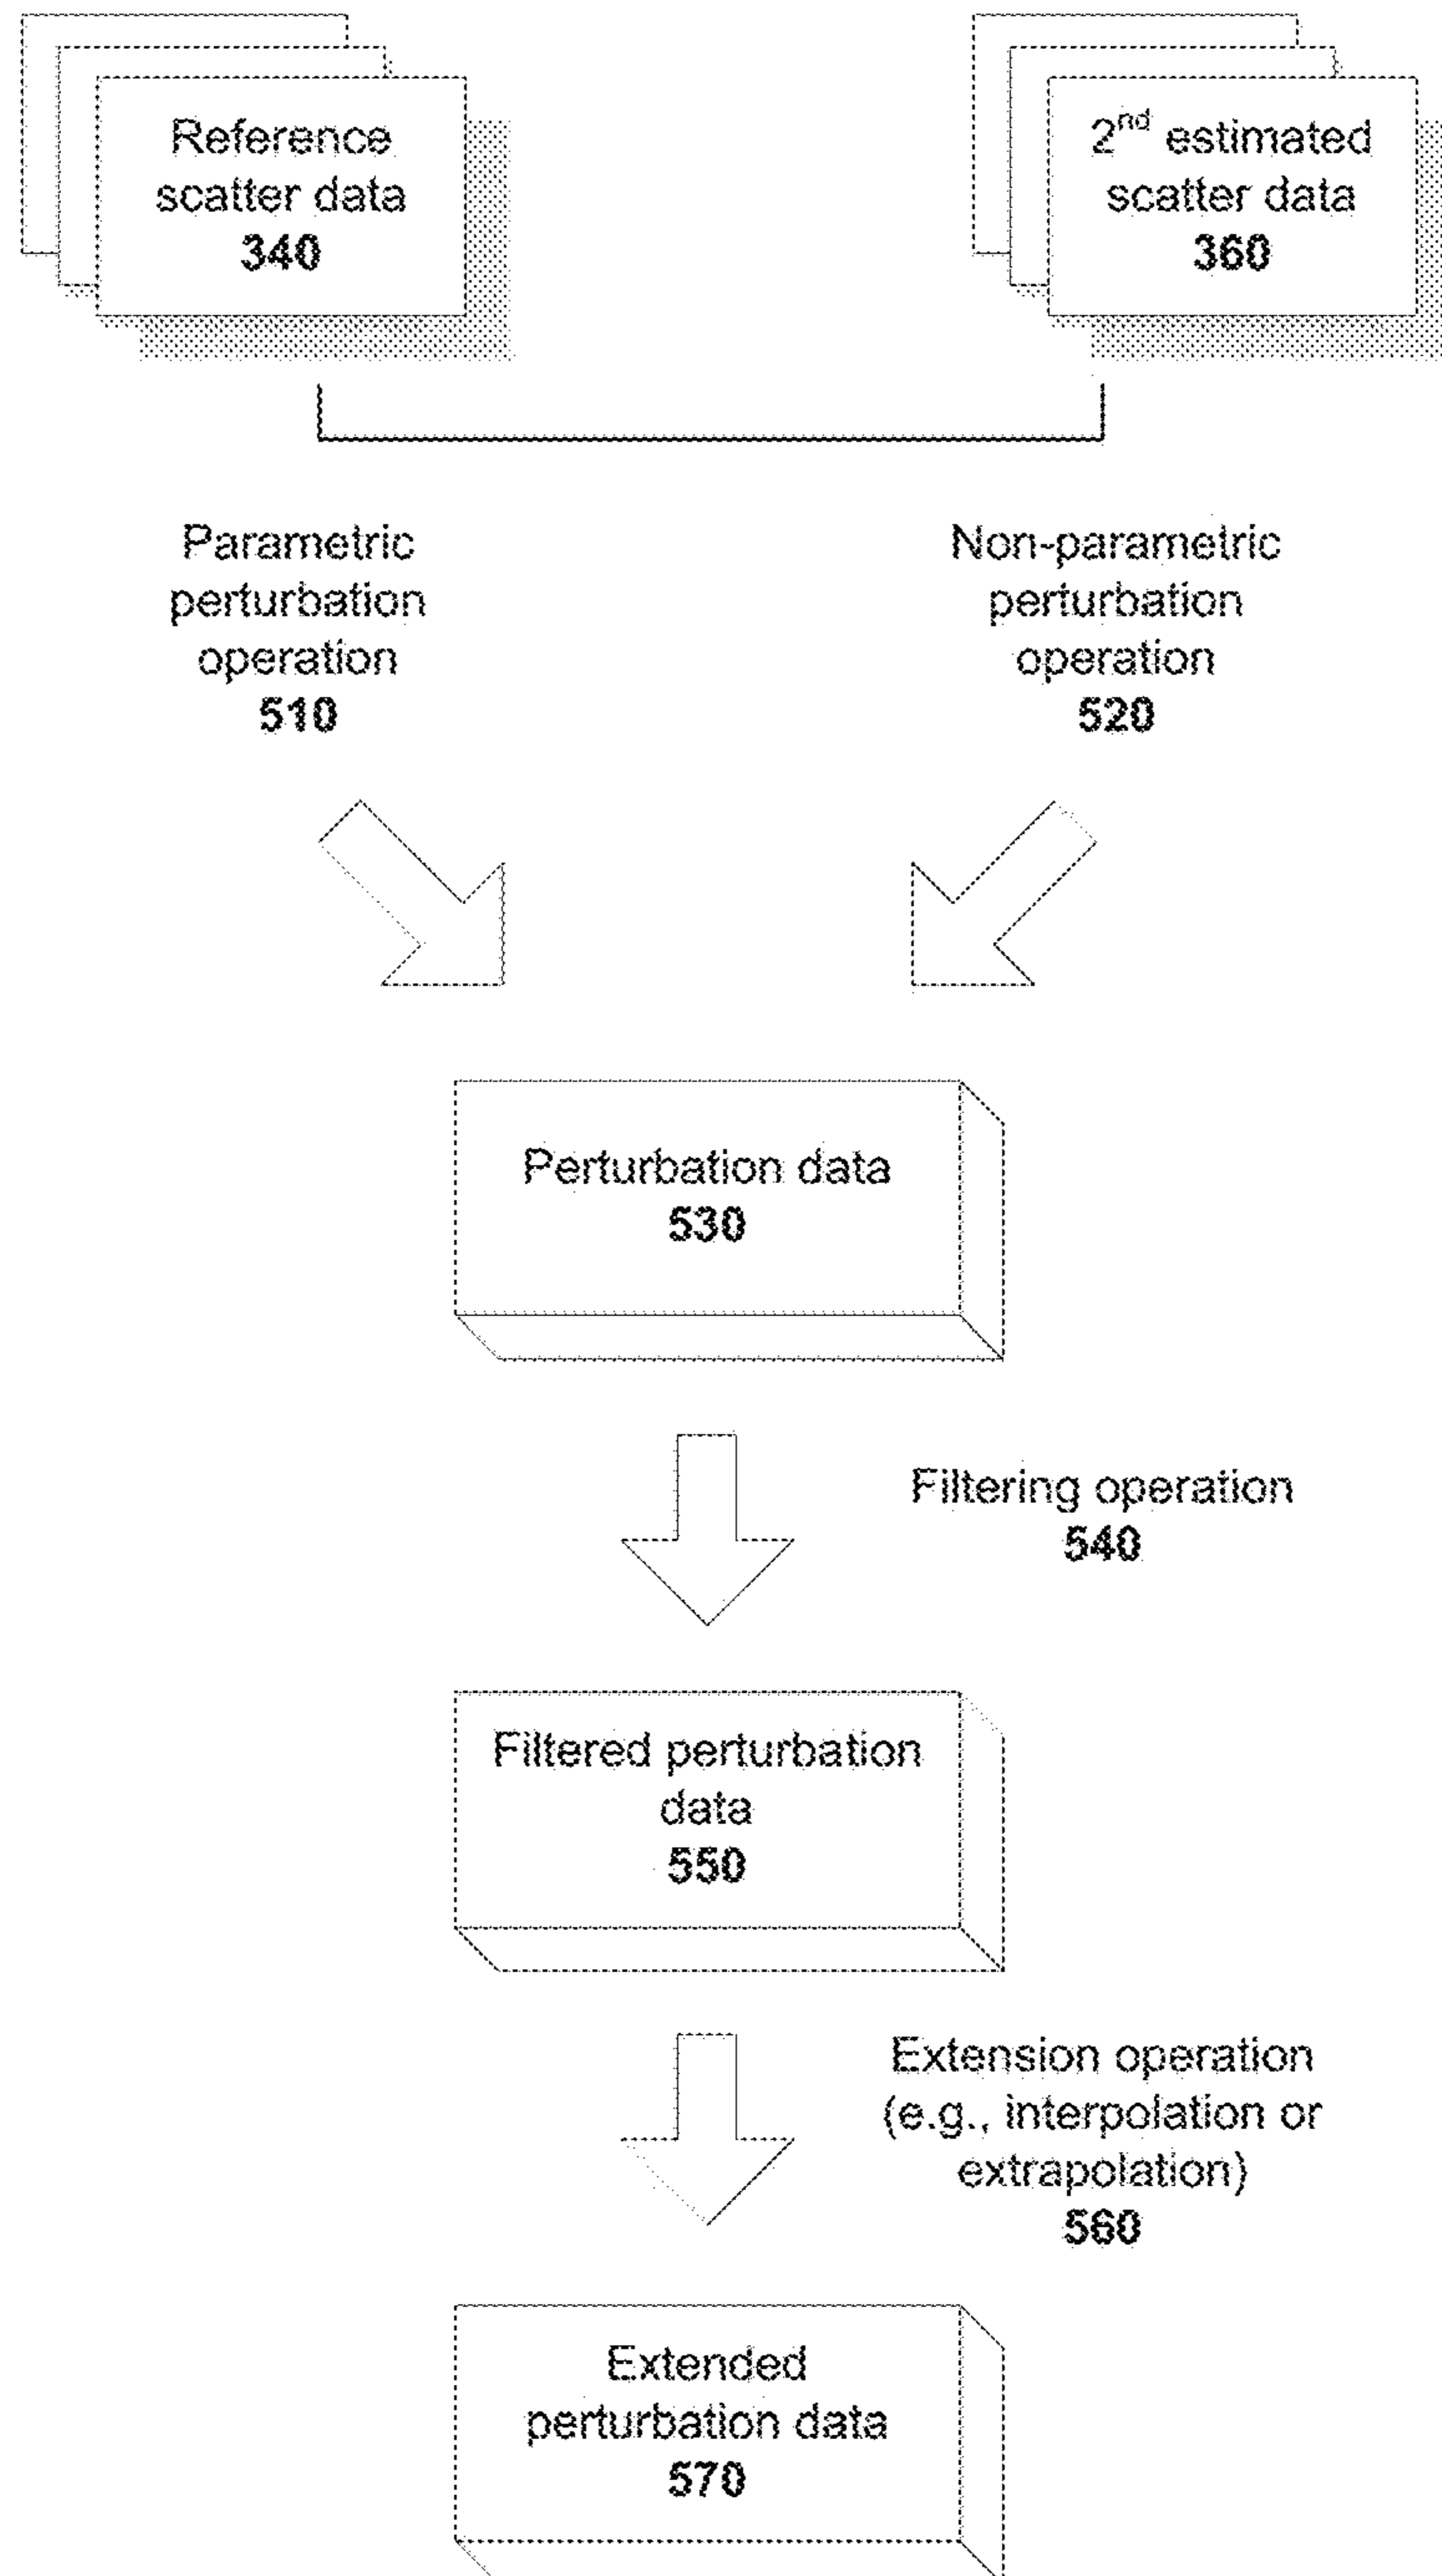 Reference
scatter data
340
2nd estimated
scatter data
360
Parametric
perturbation
operation
510
Non-parametric
perturbation
operation
520
Perturbation data
530
Filtering operation
540
Filtered perturbation
data
550
Extension operation
(e.g., interpolation or
extrapolation)
560
Extended
perturbation data
570